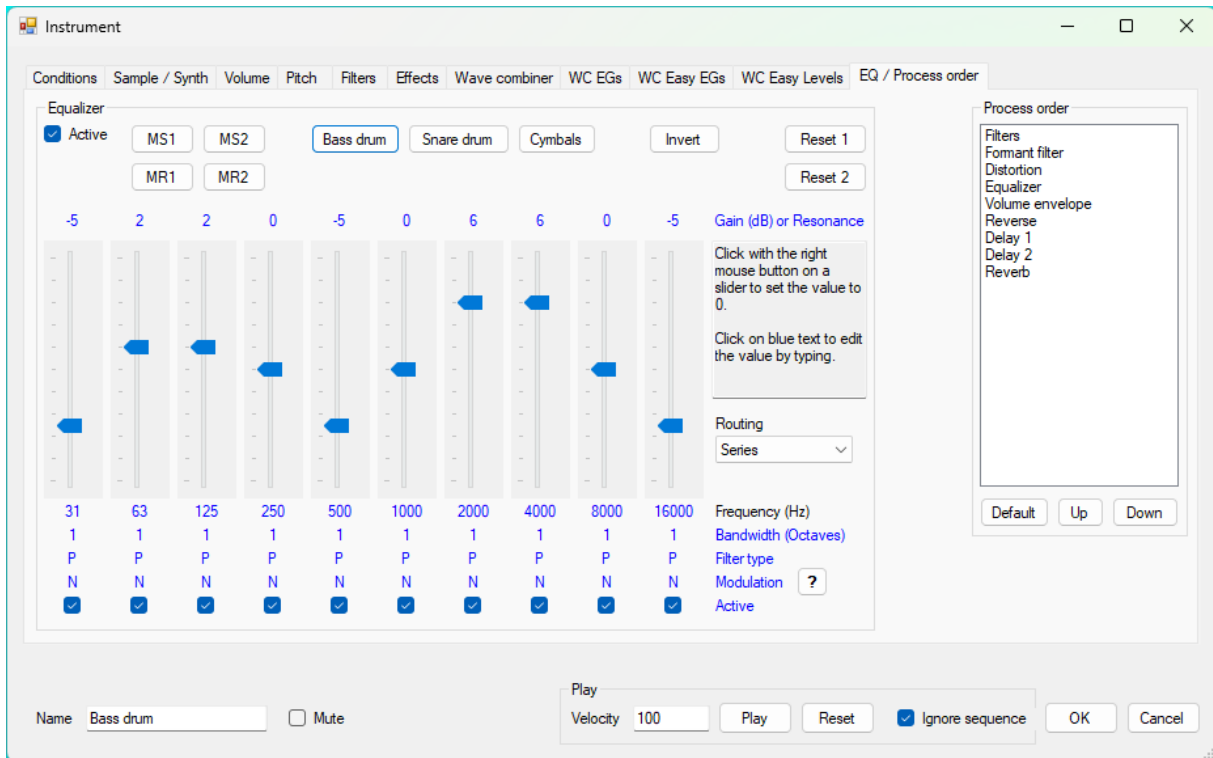 Instrument
Conditions Sample / Synth Volume Pitch Filters Effects Wave combiner WC EGs WC Easy EGs WC Easy Levels EQ / Process order
Equalizer
Active MS1 MS2 Bass drum Snare drum Cymbals Invert Reset 1
MR1 MR2 Reset 2
-5 2 2 0 -5 0 6 6 0 -5 Gain (dB) or Resonance
Click with the right
mouse button on a
slider to set the value to
0.
Click on blue text to edit
the value by typing.
Routing
Series
31 63 125 250 500 1000 2000 4000 8000 16000 Frequency (Hz)
1 1 1 1 1 1 1 1 1 1 Bandwidth (Octaves)
P P P P P P P P P P Filter type
N N N N N N N N N N Modulation ?
Active
Process order
Filters
Formant filter
Distortion
Equalizer
Volume envelope
Reverse
Delay 1
Delay 2
Reverb
Default Up Down
Name Bass drum Mute
Play
Velocity 100 Play Reset Ignore sequence OK Cancel